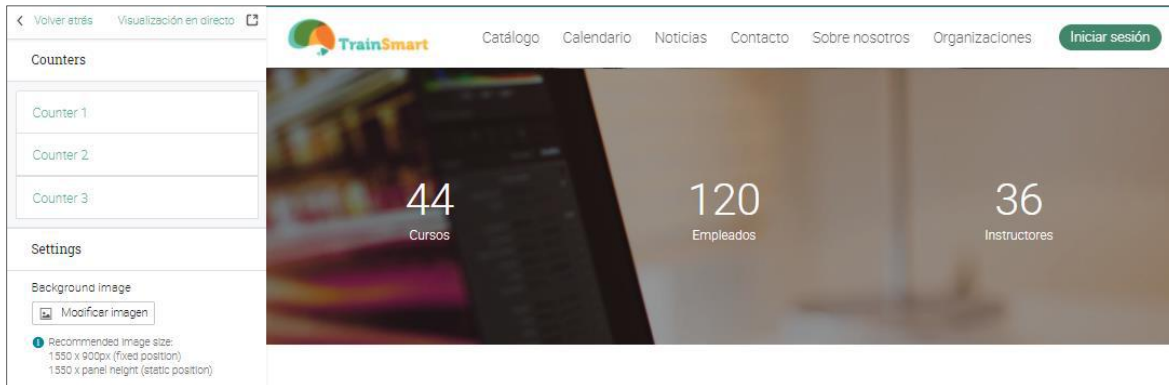 Volver atrás Visualización en directo
Counters
Counter 1
Counter 2
Counter 3
Settings
Background image
Modificar imagen
Recommended image size:
1550 x 900px (fixed position)
1550 x panel height (static position)
TrainSmart Catálogo Calendario Noticias Contacto Sobre nosotros Organizaciones Iniciar sesión
44 120 36
Cursos Empleados Instructores